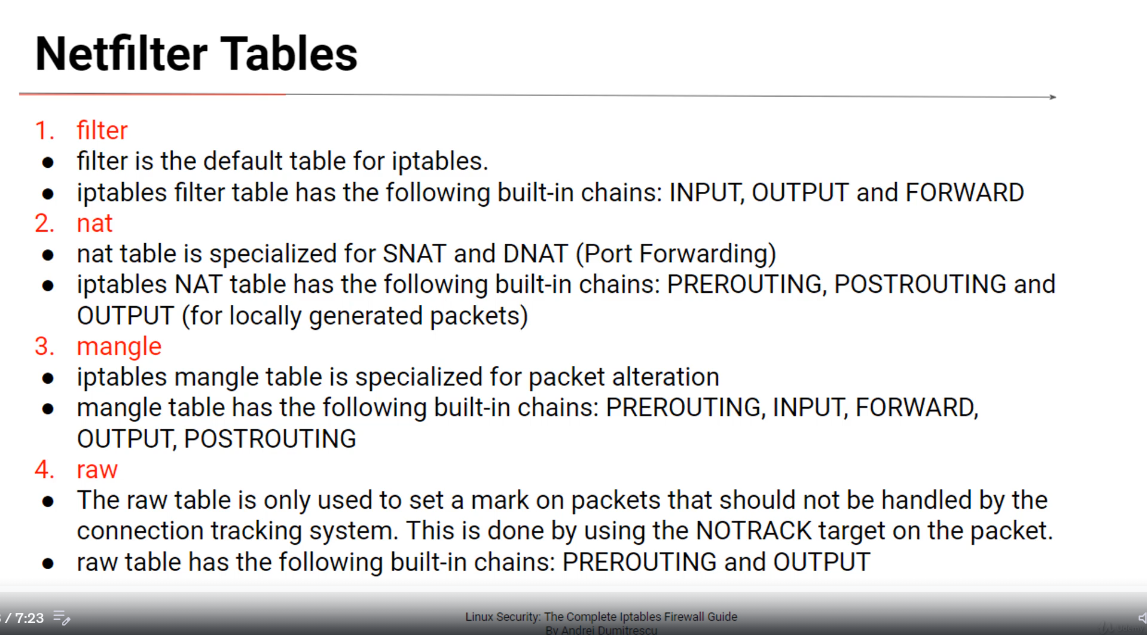 Netfilter Tables
1. filter
● filter is the default table for iptables.
● iptables filter table has the following built-in chains: INPUT, OUTPUT and FORWARD
2. nat
● nat table is specialized for SNAT and DNAT (Port Forwarding)
● iptables NAT table has the following built-in chains: PREROUTING, POSTROUTING and
OUTPUT (for locally generated packets)
3. mangle
● iptables mangle table is specialized for packet alteration
● mangle table has the following built-in chains: PREROUTING, INPUT, FORWARD,
OUTPUT, POSTROUTING
4. raw
● The raw table is only used to set a mark on packets that should not be handled by the
connection tracking system. This is done by using the NOTRACK target on the packet.
● raw table has the following built-in chains: PREROUTING and OUTPUT
/ 7:23
Linux Security: The Complete Iptables Firewall Guide
By Andrei Dumitrescu